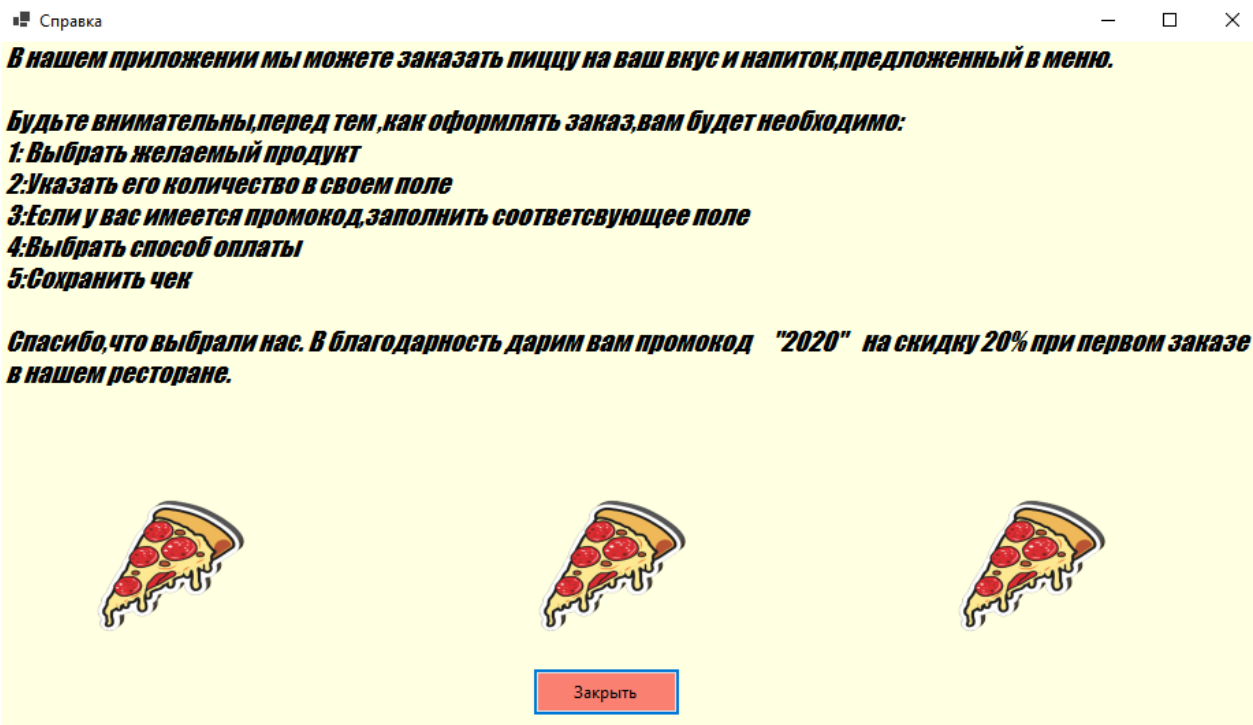 Справка
В нашем приложении мы можете заказать пиццу на ваш вкус и напиток,предложенный в меню.
Будьте внимательны,перед тем ,как оформлять заказ,вам будет необходимо:
1: Выбрать желаемый продукт
2:Указать его количество в своем поле
3:Если у вас имеется промокод,заполнить соответсвующее поле
4:Выбрать способ оплаты
5:Сохранить чек
Спасибо,что выбрали нас. В благодарность дарим вам промокод "2020" на скидку 20% при первом заказе
в нашем ресторане.
Закрыть